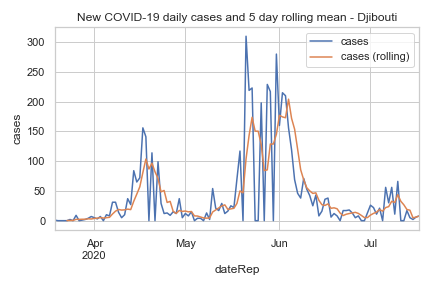 New COVID-19 daily cases and 5 day rolling mean - Djibouti
cases
cases (rolling)
cases
300
250
200
150
100
50
0
Apr
2020
May
Jun
Jul
dateRep